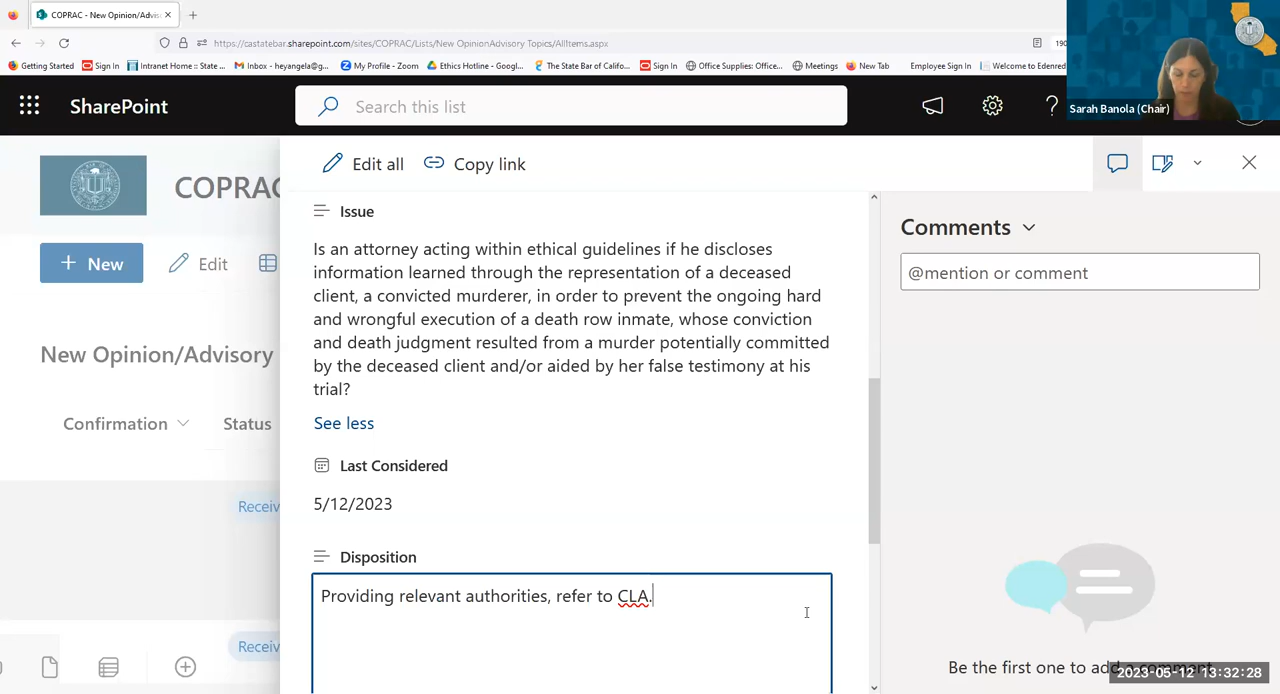 COPRAC - New Opinion/Advis
https://castatebar.sharepoint.com/sites/COPRAC/Lists/New OpinionAdvisory Topics/AllItems.aspx
190
Getting Started
Sign In
Intranet Home :: State ...
Inbox - heyangela@g...
My Profile - Zoom
Ethics Hotline - Googl...
The State Bar of Califo...
Sign In
Office Supplies: Office...
Meetings
New Tab
Employee Sign In
Welcome to Edenred
Sarah Banola (Chair)
SharePoint
Search this list
?
Edit all
Copy link
COPRAC
New
Edit
New Opinion/Advisory
Confirmation
Status
Receiv
Receiv
Issue
Is an attorney acting within ethical guidelines if he discloses
information learned through the representation of a deceased
client, a convicted murderer, in order to prevent the ongoing hard
and wrongful execution of a death row inmate, whose conviction
and death judgment resulted from a murder potentially committed
by the deceased client and/or aided by her false testimony at his
trial?
See less
Last Considered
5/12/2023
Disposition
Providing relevant authorities, refer to CLA.
Comments
@mention or comment
Be the first one to add a comment
2023-05-12 13:32:28